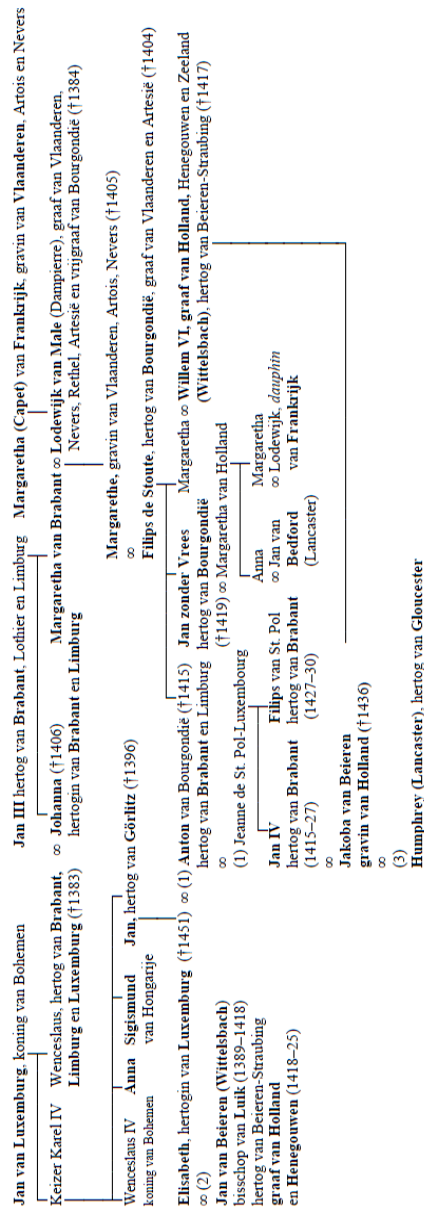 Jan van Luxemburg, koning van Bohemen
Jan III hertog van Brabant, Lothier en Limburg
Margaretha (Capet) van Frankrijk, gravin van Vlaanderen, Artois en Nevers
Keizer Karel IV
Wenceslaus, hertog van Brabant,
Limburg en Luxemburg (†1383)
∞ Johanna (†1406)
hertogin van Brabant en Limburg
Margaretha van Brabant ∞ Lodewijk van Male (Dampierre), graaf van Vlaanderen,
Nevers, Rethel, Artesië en vrijgraaf van Bourgondië (†1384)
Wenceslaus IV
koning van Bohemen
Anna
Sigismund
van Hongarije
Jan, hertog van Görlitz (†1396)
Margarethe, gravin van Vlaanderen, Artois, Nevers (†1405)
∞
Filips de Stoute, hertog van Bourgondië, graaf van Vlaanderen en Artesië (†1404)
Elisabeth, hertogin van Luxemburg (†1451)
∞ (2)
Jan van Beieren (Wittelsbach)
bisschop van Luik (1389–1418)
hertog van Beieren-Straubing
graaf van Holland
en Henegouwen (1418–25)
∞ (1) Anton van Bourgondië (†1415)
hertog van Brabant en Limburg
∞
(1) Jeanne de St. Pol-Luxembourg
Jan zonder Vrees
hertog van Bourgondië
(†1419) ∞ Margaretha van Holland
Margaretha ∞ Willem VI, graaf van Holland, Henegouwen en Zeeland
(Wittelsbach), hertog van Beieren-Straubing (†1417)
Jan IV
hertog van Brabant
(1415–27)
∞
Jakoba van Beieren
gravin van Holland (†1436)
∞
(3)
Humphrey (Lancaster), hertog van Gloucester
Filips van St. Pol
hertog van Brabant
(1427–30)
Anna
∞ Jan van
Bedford
(Lancaster)
Margaretha
∞ Lodewijk, dauphin
van Frankrijk